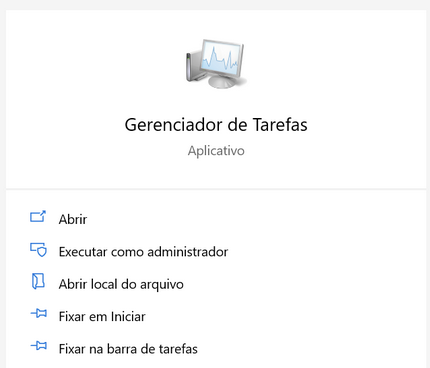 Gerenciador de Tarefas
Aplicativo
Abrir
Executar como administrador
Abrir local do arquivo
Fixar em Iniciar
Fixar na barra de tarefas